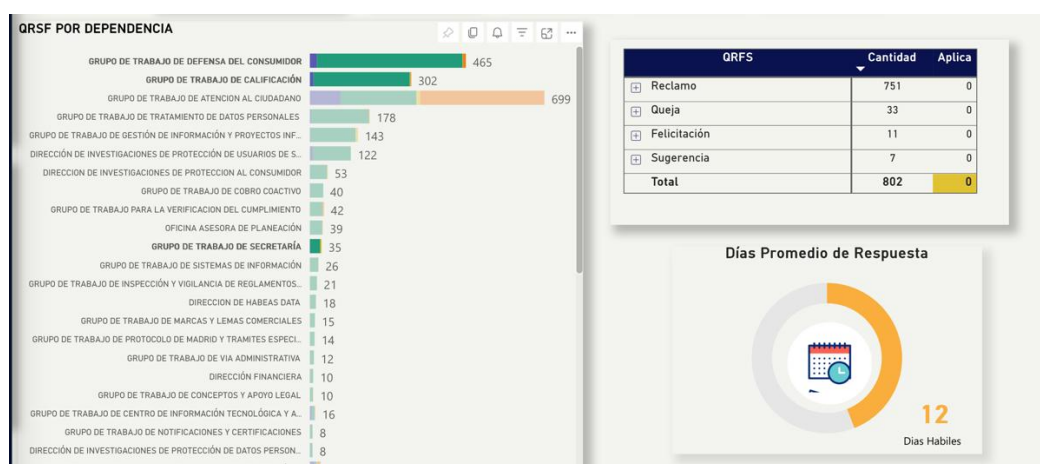 QRSF POR DEPENDENCIA
GRUPO DE TRABAJO DE DEFENSA DEL CONSUMIDOR 465
GRUPO DE TRABAJO DE CALIFICACIÓN 302
GRUPO DE TRABAJO DE ATENCION AL CIUDADANO 699
GRUPO DE TRABAJO DE TRATAMIENTO DE DATOS PERSONALES 178
GRUPO DE TRABAJO DE GESTIÓN DE INFORMACIÓN Y PROYECTOS INF... 143
DIRECCIÓN DE INVESTIGACIONES DE PROTECCIÓN DE USUARIOS DE S... 122
DIRECCION DE INVESTIGACIONES DE PROTECCION AL CONSUMIDOR 53
GRUPO DE TRABAJO DE COBRO COACTIVO 40
GRUPO DE TRABAJO PARA LA VERIFICACION DEL CUMPLIMIENTO 42
OFICINA ASESORA DE PLANEACIÓN 39
GRUPO DE TRABAJO DE SECRETARÍA 35
GRUPO DE TRABAJO DE SISTEMAS DE INFORMACIÓN 26
GRUPO DE TRABAJO DE INSPECCIÓN Y VIGILANCIA DE REGLAMENTOS... 21
DIRECCION DE HABEAS DATA 18
GRUPO DE TRABAJO DE MARCAS Y LEMAS COMERCIALES 15
GRUPO DE TRABAJO DE PROTOCOLO DE MADRID Y TRAMITES ESPECI... 14
GRUPO DE TRABAJO DE VIA ADMINISTRATIVA 12
DIRECCIÓN FINANCIERA 10
GRUPO DE TRABAJO DE CONCEPTOS Y APOYO LEGAL 10
GRUPO DE TRABAJO DE CENTRO DE INFORMACIÓN TECNOLÓGICA Y A... 16
GRUPO DE TRABAJO DE NOTIFICACIONES Y CERTIFICACIONES 8
DIRECCIÓN DE INVESTIGACIONES DE PROTECCIÓN DE DATOS PERSON... 8
QRFS Cantidad Aplica
Reclamo 751 0
Queja 33 0
Felicitación 11 0
Sugerencia 7 0
Total 802 0
Días Promedio de Respuesta
12
Dias Habiles